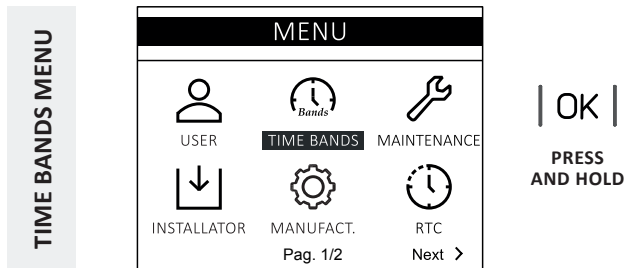 TIME BANDS MENU
MENU
Bands
USER
TIME BANDS
MAINTENANCE
INSTALLATOR
MANUFACT.
RTC
Pag. 1/2
Next >
| OK |
PRESS
AND HOLD